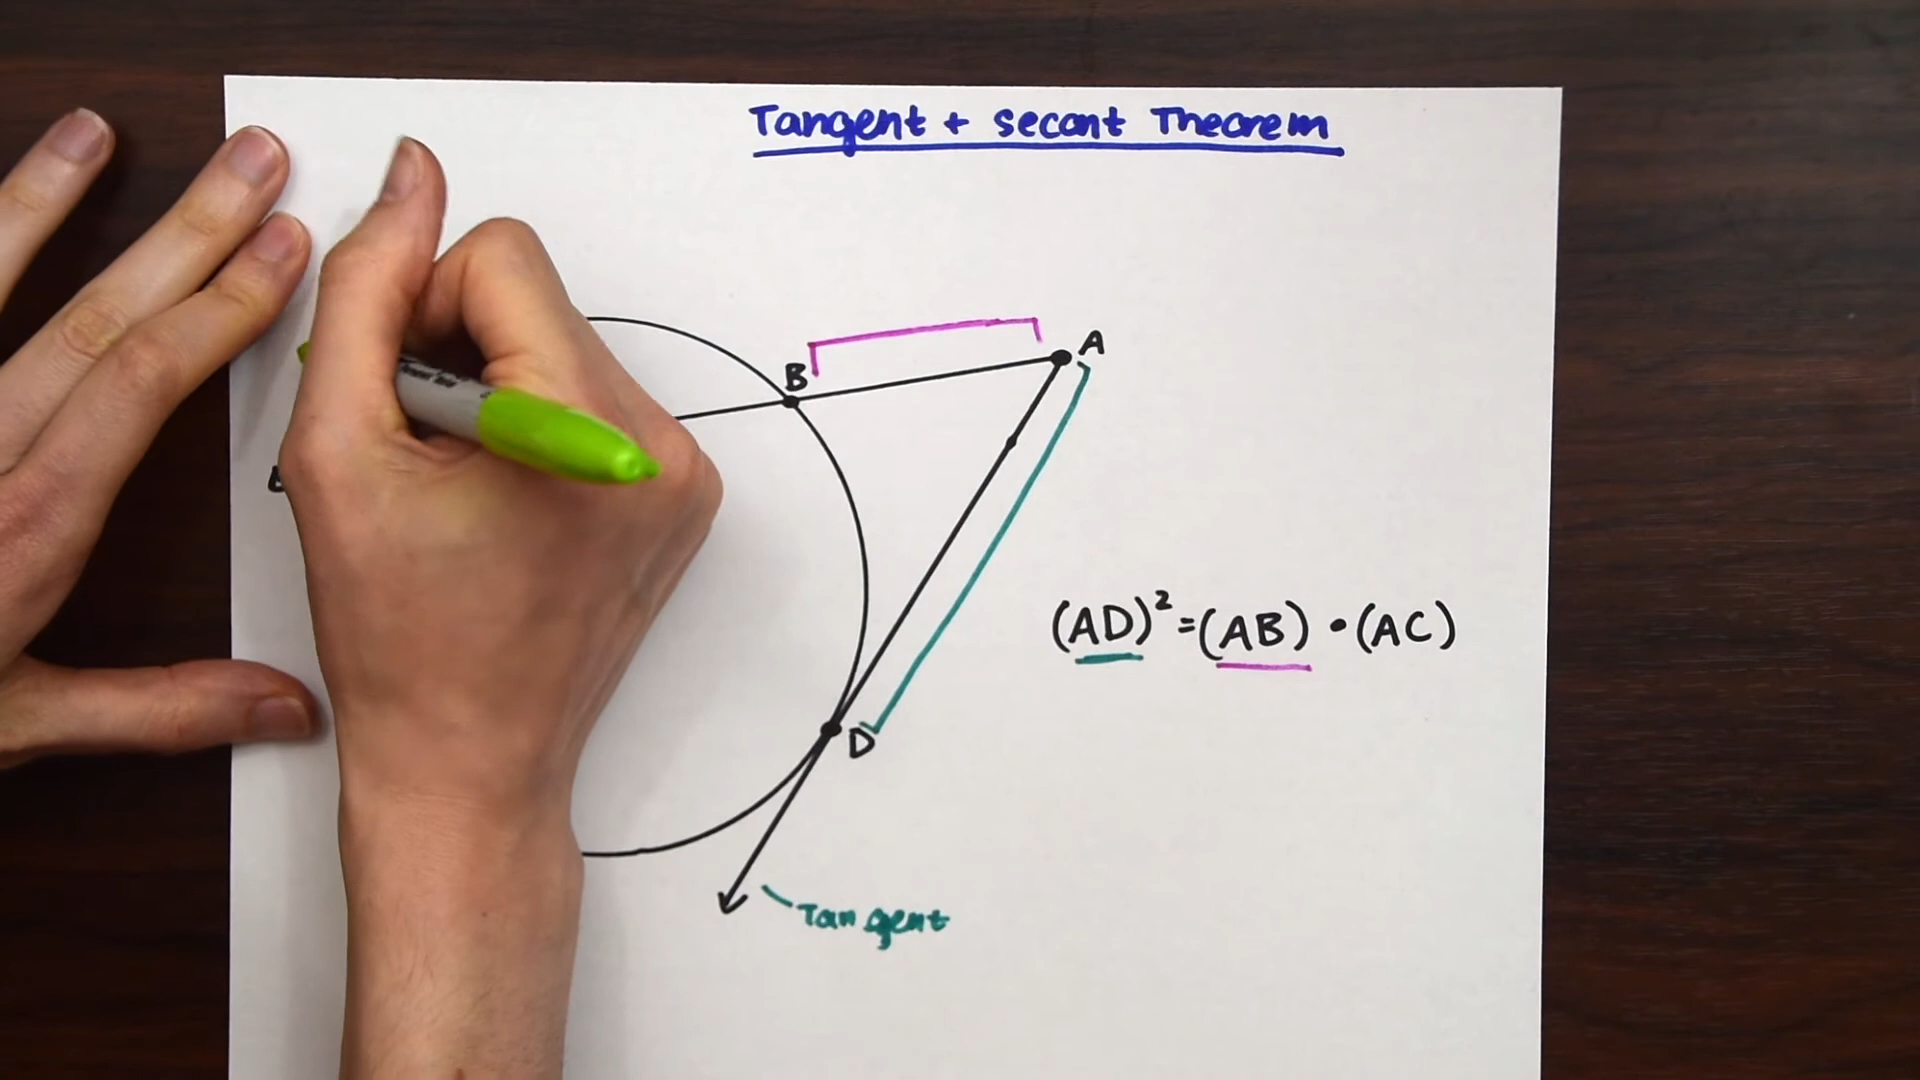 Tangent + secant Theorem
A
B
(AD)² = (AB) • (AC)
D
Tangent